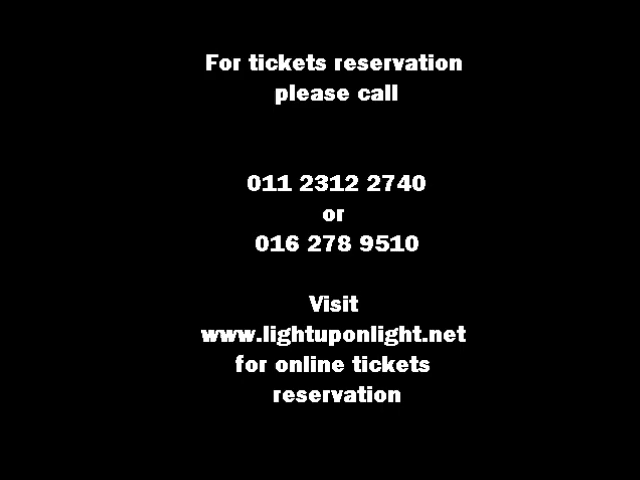 For tickets reservation
please call
011 2312 2740
or
016 278 9510
Visit
www.lightuponlight.net
for online tickets
reservation